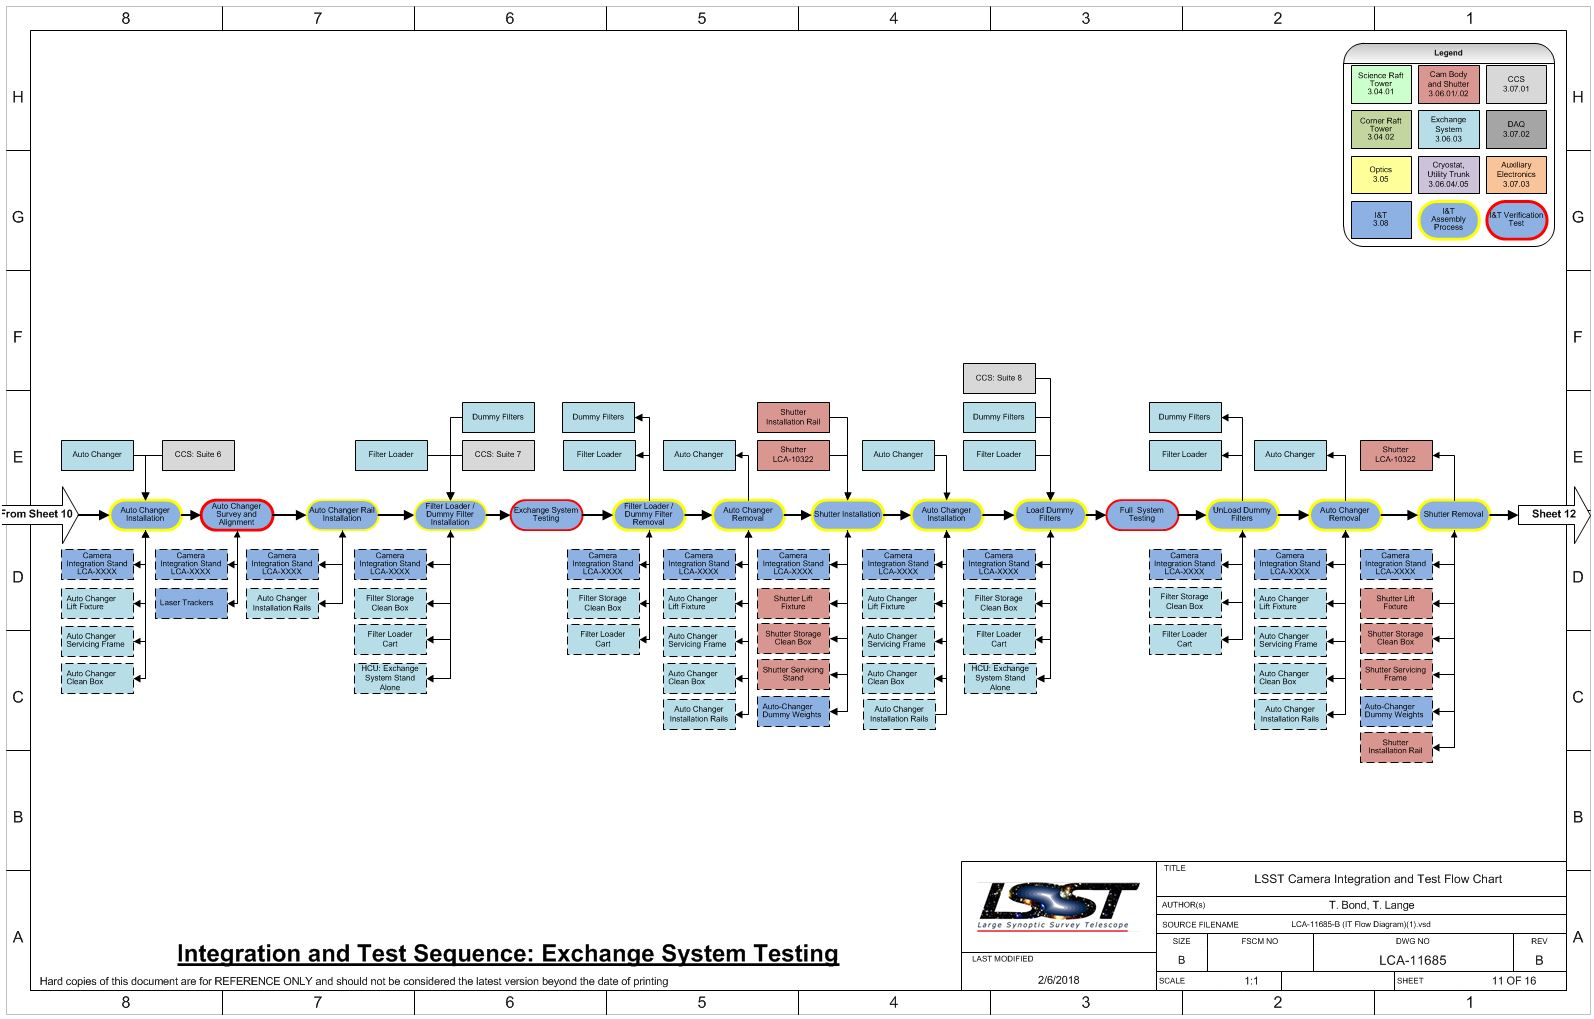 8 7 6 5 4 3 2 1
H
G
F
E
D
C
B
A
H
G
F
E
D
C
B
A
Legend
Science Raft
Tower
3.04.01
Cam Body
and Shutter
3.06.01/.02
CCS
3.07.01
Corner Raft
Tower
3.04.02
Exchange
System
3.06.03
DAQ
3.07.02
Optics
3.05
Cryostat,
Utility Trunk
3.06.04/.05
Auxiliary
Electronics
3.07.03
I&T
3.08
I&T
Assembly
Process
I&T Verification
Test
From Sheet 10
Auto Changer
CCS: Suite 6
Auto Changer
Installation
Camera
Integration Stand
LCA-XXXX
Auto Changer
Lift Fixture
Auto Changer
Servicing Frame
Auto Changer
Clean Box
Auto Changer
Survey and
Alignment
Camera
Integration Stand
LCA-XXXX
Laser Trackers
Auto Changer Rail
Installation
Camera
Integration Stand
LCA-XXXX
Auto Changer
Installation Rails
Dummy Filters
Filter Loader
CCS: Suite 7
Filter Loader /
Dummy Filter
Installation
Camera
Integration Stand
LCA-XXXX
Filter Storage
Clean Box
Filter Loader
Cart
HCU: Exchange
System Stand
Alone
Exchange System
Testing
Dummy Filters
Filter Loader
Filter Loader /
Dummy Filter
Removal
Camera
Integration Stand
LCA-XXXX
Filter Storage
Clean Box
Filter Loader
Cart
Auto Changer
Auto Changer
Removal
Camera
Integration Stand
LCA-XXXX
Auto Changer
Lift Fixture
Auto Changer
Servicing Frame
Auto Changer
Clean Box
Auto Changer
Installation Rails
Shutter
Installation Rail
Shutter
LCA-10322
Shutter Installation
Camera
Integration Stand
LCA-XXXX
Shutter Lift
Fixture
Shutter Storage
Clean Box
Shutter Servicing
Stand
Auto-Changer
Dummy Weights
Auto Changer
Auto Changer
Installation
Camera
Integration Stand
LCA-XXXX
Auto Changer
Lift Fixture
Auto Changer
Servicing Frame
Auto Changer
Clean Box
Auto Changer
Installation Rails
CCS: Suite 8
Dummy Filters
Filter Loader
Load Dummy
Filters
Camera
Integration Stand
LCA-XXXX
Filter Storage
Clean Box
Filter Loader
Cart
HCU: Exchange
System Stand
Alone
Full System
Testing
Dummy Filters
Filter Loader
UnLoad Dummy
Filters
Camera
Integration Stand
LCA-XXXX
Filter Storage
Clean Box
Filter Loader
Cart
Auto Changer
Auto Changer
Removal
Camera
Integration Stand
LCA-XXXX
Auto Changer
Lift Fixture
Auto Changer
Servicing Frame
Auto Changer
Clean Box
Auto Changer
Installation Rails
Shutter
LCA-10322
Shutter Removal
Camera
Integration Stand
LCA-XXXX
Shutter Lift
Fixture
Shutter Storage
Clean Box
Shutter Servicing
Frame
Auto-Changer
Dummy Weights
Shutter
Installation Rail
Sheet 12
Integration and Test Sequence: Exchange System Testing
Hard copies of this document are for REFERENCE ONLY and should not be considered the latest version beyond the date of printing
LSST
Large Synoptic Survey Telescope
LAST MODIFIED
2/6/2018
TITLE
LSST Camera Integration and Test Flow Chart
AUTHOR(s) T. Bond, T. Lange
SOURCE FILENAME LCA-11685-B (IT Flow Diagram)(1).vsd
SIZE FSCM NO DWG NO REV
B LCA-11685 B
SCALE 1:1 SHEET 11 OF 16
8 7 6 5 4 3 2 1